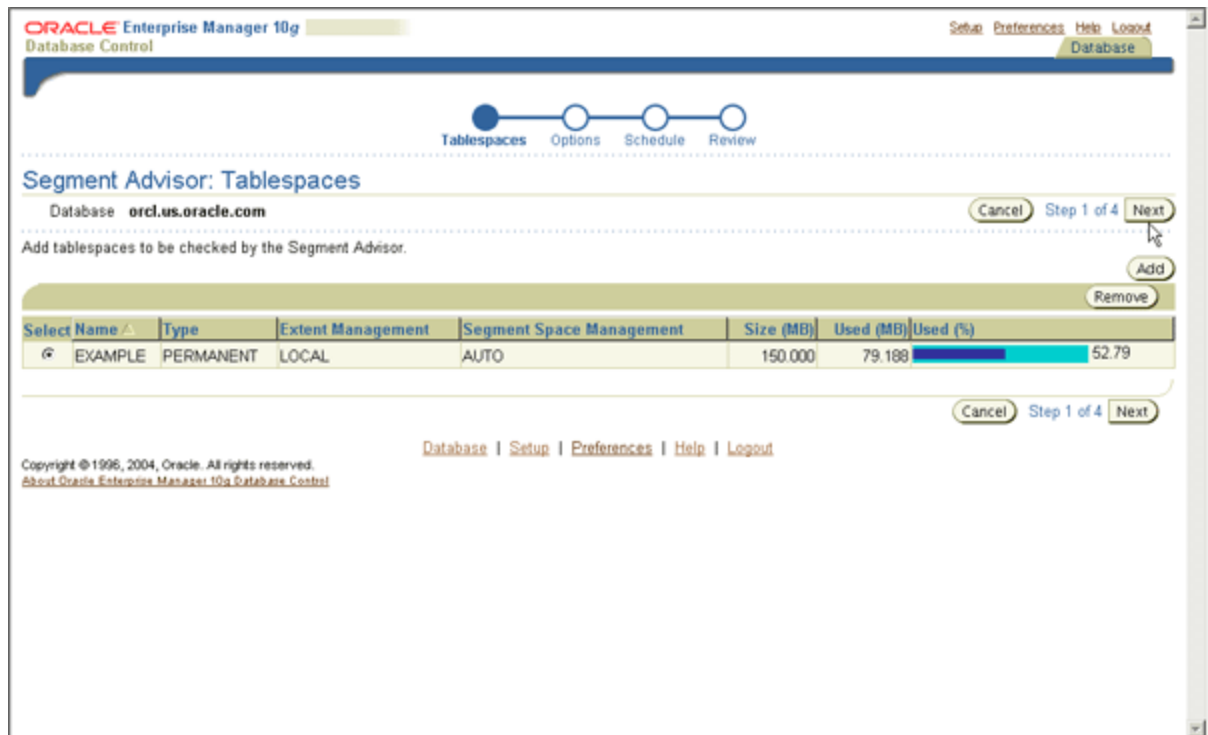 ORACLE Enterprise Manager 10g
Setup Preferences Help Logout
Database Control
Database
Tablespaces Options Schedule Review
Segment Advisor: Tablespaces
Database orcl.us.oracle.com
Cancel Step 1 of 4 Next
Add tablespaces to be checked by the Segment Advisor.
Add
Remove
Select Name Type Extent Management Segment Space Management Size (MB) Used (MB) Used (%)
EXAMPLE PERMANENT LOCAL AUTO 150.000 79.188 52.79
Cancel Step 1 of 4 Next
Database | Setup | Preferences | Help | Logout
Copyright © 1996, 2004, Oracle. All rights reserved.
About Oracle Enterprise Manager 10g Database Control